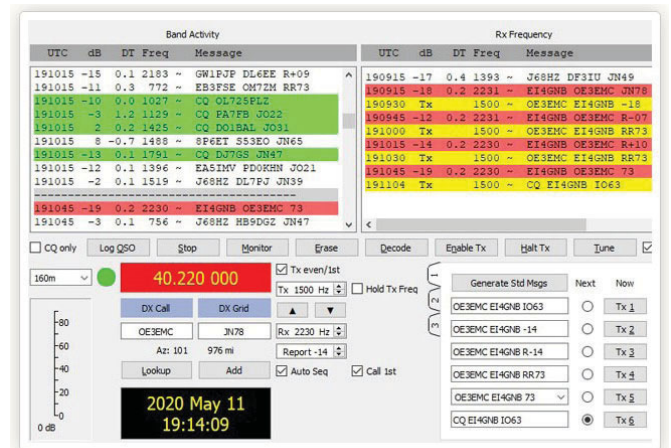 Band Activity
UTC dB DT Freq Message
191015 -15 0.1 2183 ~ GW1PJP DL6EE R+09
191015 -11 0.3 772 ~ EB3FSE OM7ZM RR73
191015 -10 0.0 1027 ~ CQ OL725PLZ
191015 -3 1.2 1129 ~ CQ PA7FB JO22
191015 2 0.2 1425 ~ CQ DO1BAL JO31
191015 8 -0.7 1488 ~ 8P6ET S53EO JN65
191015 -13 0.1 1791 ~ CQ DJ7GS JN47
191015 -12 0.1 1396 ~ EA5IMV PD0KHN JO21
191015 -2 0.1 1519 ~ J68HZ DL7PJ JN39
191045 -19 0.2 2230 ~ EI4GNB OE3EMC 73
191045 -3 0.1 756 ~ J68HZ HB9DGZ JN47
Rx Frequency
UTC dB DT Freq Message
190915 -17 0.4 1393 ~ J68HZ DF3IU JN49
190915 -18 0.2 2231 ~ EI4GNB OE3EMC JN78
190930 Tx 1500 ~ OE3EMC EI4GNB -18
190945 -12 0.2 2231 ~ EI4GNB OE3EMC R-07
191000 Tx 1500 ~ OE3EMC EI4GNB RR73
191015 -14 0.2 2230 ~ EI4GNB OE3EMC R+10
191030 Tx 1500 ~ OE3EMC EI4GNB RR73
191045 -19 0.2 2230 ~ EI4GNB OE3EMC 73
191104 Tx 1500 ~ CQ EI4GNB IO63
CQ only Log QSO Stop Monitor Erase Decode Enable Tx Halt Tx Tune
160m
40.220 000
DX Call DX Grid
OE3EMC JN78
Az: 101 976 mi
Lookup Add
2020 May 11
19:14:09
-80
-60
-40
-20
-0
0 dB
Tx even/1st
Tx 1500 Hz Hold Tx Freq
Rx 2230 Hz
Report -14
Auto Seq Call 1st
1
2
3
Generate Std Msgs Next Now
OE3EMC EI4GNB IO63 Tx 1
OE3EMC EI4GNB -14 Tx 2
OE3EMC EI4GNB R-14 Tx 3
OE3EMC EI4GNB RR73 Tx 4
OE3EMC EI4GNB 73 Tx 5
CQ EI4GNB IO63 Tx 6